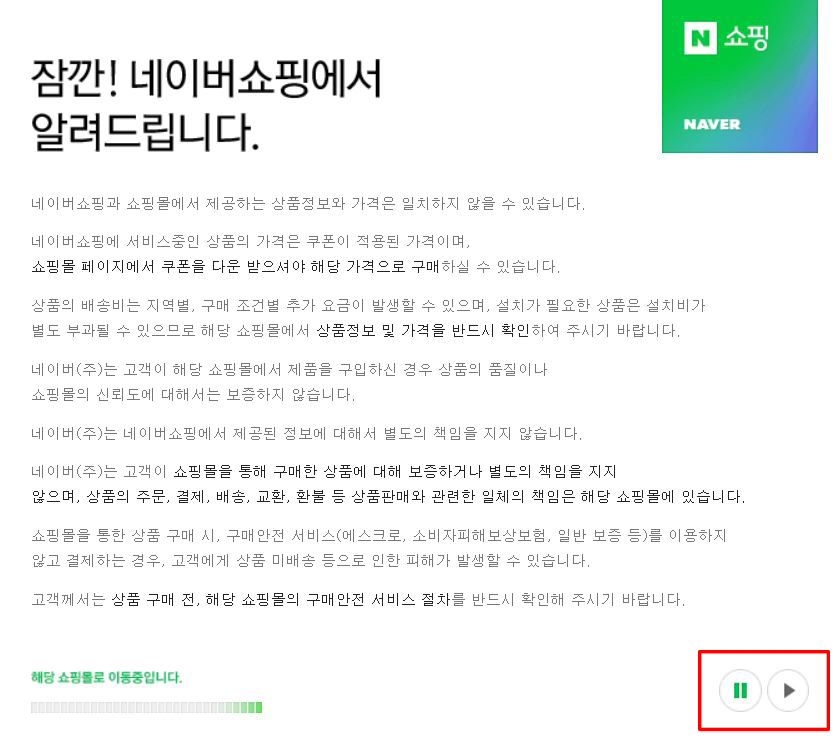 N 쇼핑
NAVER
잠깐! 네이버쇼핑에서
알려드립니다.
네이버쇼핑과 쇼핑몰에서 제공하는 상품정보와 가격은 일치하지 않을 수 있습니다.
네이버쇼핑에 서비스중인 상품의 가격은 쿠폰이 적용된 가격이며,
쇼핑몰 페이지에서 쿠폰을 다운 받으셔야 해당 가격으로 구매하실 수 있습니다.
상품의 배송비는 지역별, 구매 조건별 추가 요금이 발생할 수 있으며, 설치가 필요한 상품은 설치비가
별도 부과될 수 있으므로 해당 쇼핑몰에서 상품정보 및 가격을 반드시 확인하여 주시기 바랍니다.
네이버(주)는 고객이 해당 쇼핑몰에서 제품을 구입하신 경우 상품의 품질이나
쇼핑몰의 신뢰도에 대해서는 보증하지 않습니다.
네이버(주)는 네이버쇼핑에서 제공된 정보에 대해서 별도의 책임을 지지 않습니다.
네이버(주)는 고객이 쇼핑몰을 통해 구매한 상품에 대해 보증하거나 별도의 책임을 지지
않으며, 상품의 주문, 결제, 배송, 교환, 환불 등 상품판매와 관련한 일체의 책임은 해당 쇼핑몰에 있습니다.
쇼핑몰을 통한 상품 구매 시, 구매안전 서비스(에스크로, 소비자피해보상보험, 일반 보증 등)를 이용하지
않고 결제하는 경우, 고객에게 상품 미배송 등으로 인한 피해가 발생할 수 있습니다.
고객께서는 상품 구매 전, 해당 쇼핑몰의 구매안전 서비스 절차를 반드시 확인해 주시기 바랍니다.
해당 쇼핑몰로 이동중입니다.